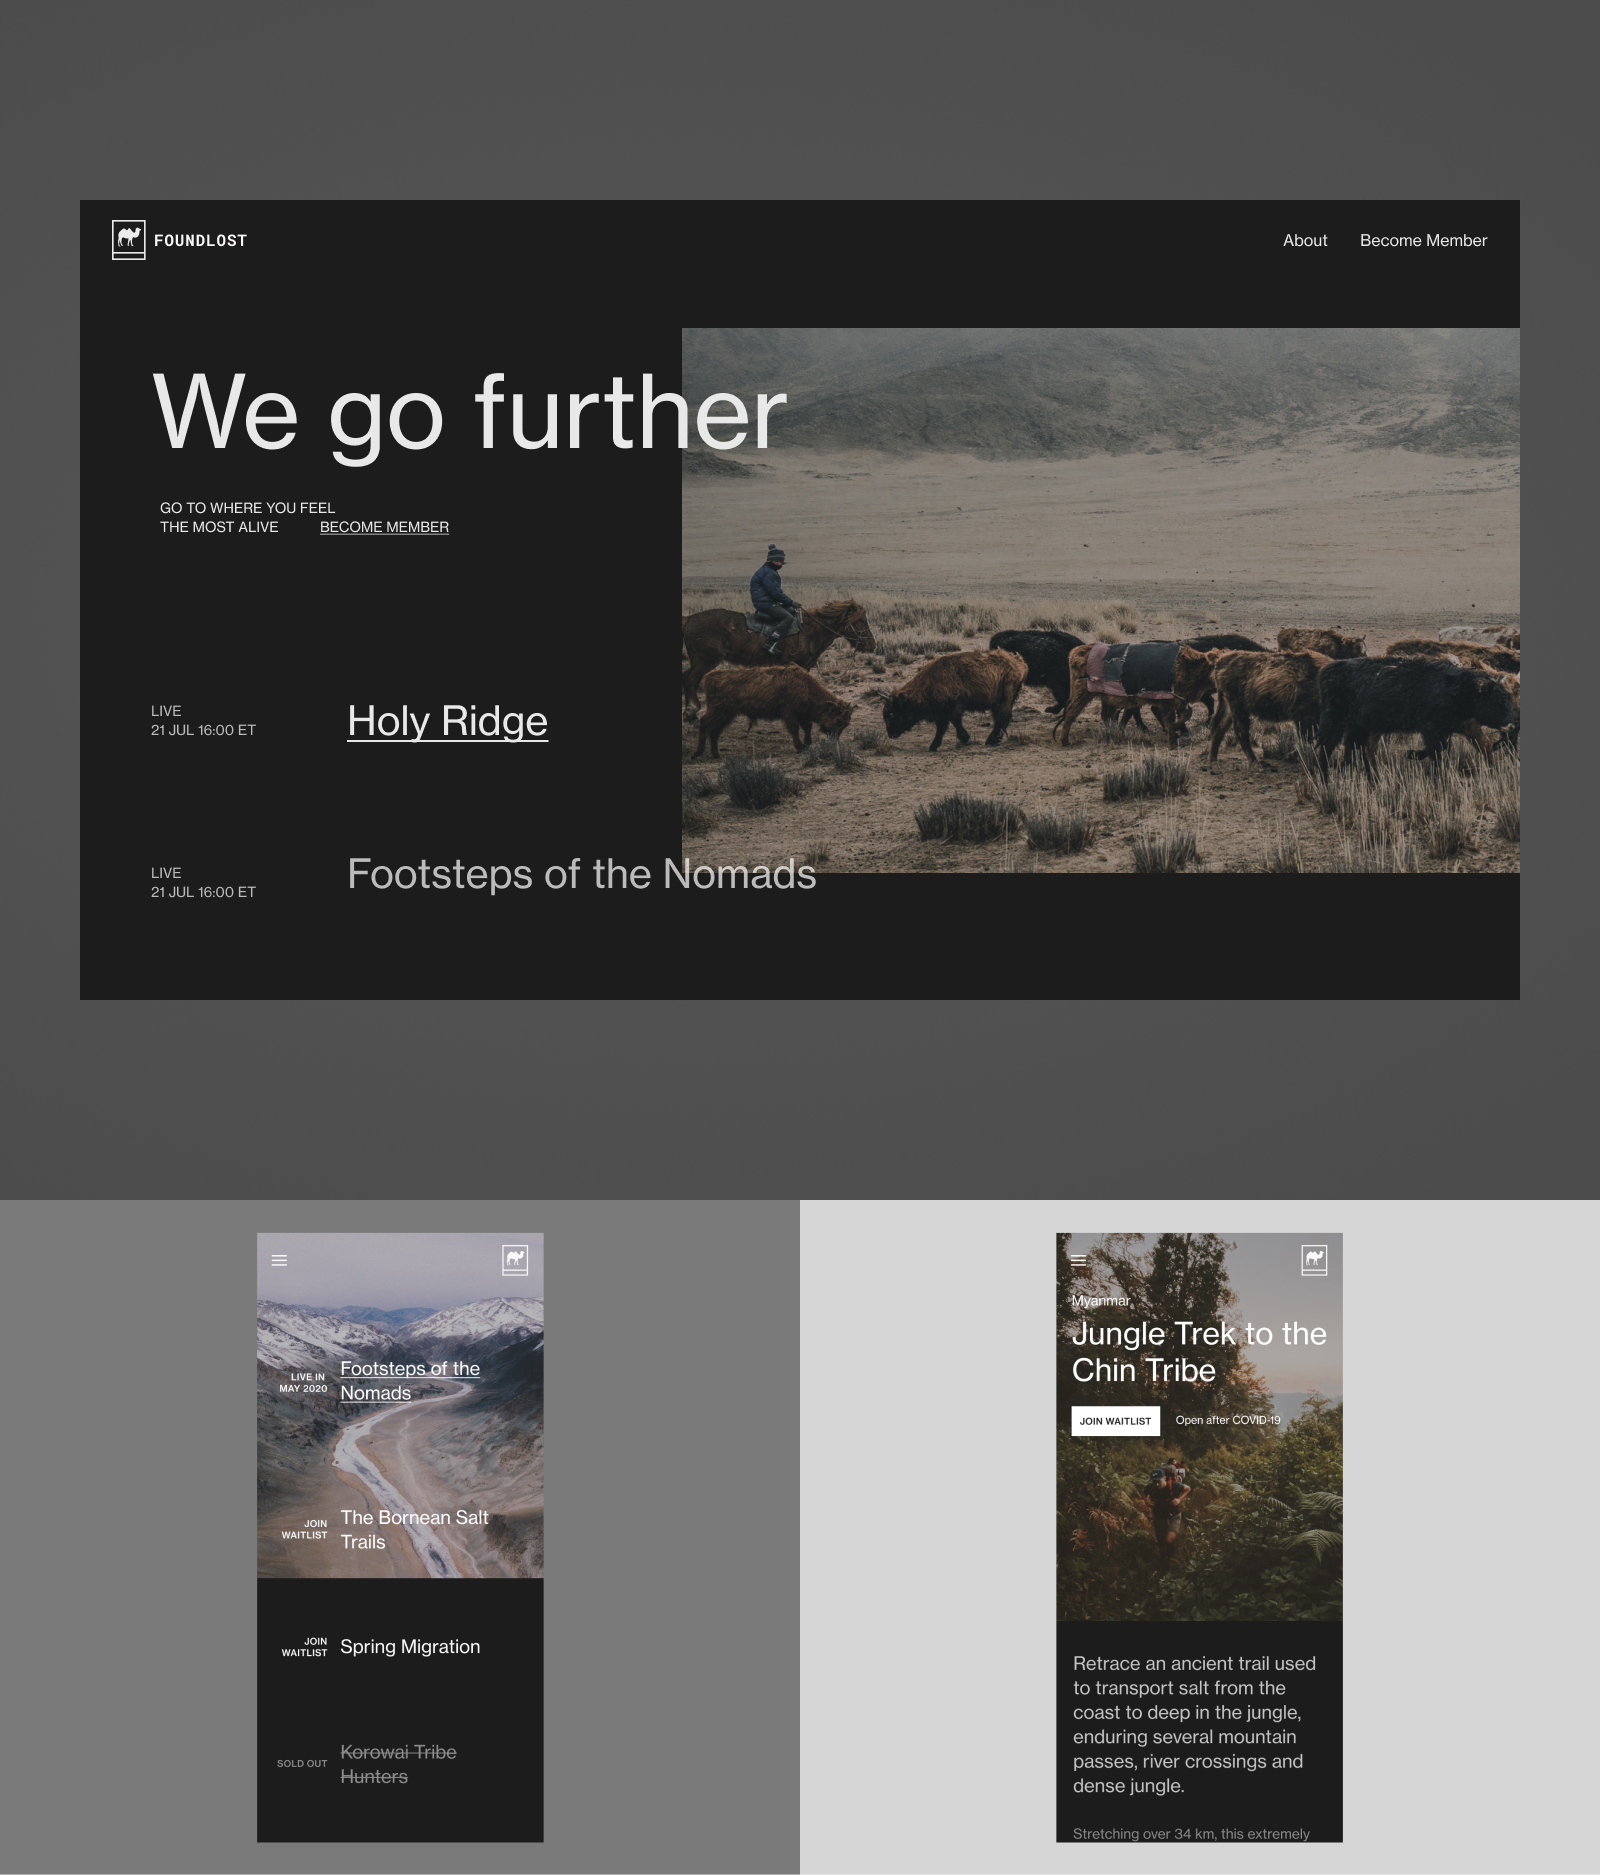 FOUNDLOST
About
Become Member
We go further
GO TO WHERE YOU FEEL
THE MOST ALIVE
BECOME MEMBER
LIVE
21 JUL 16:00 ET
Holy Ridge
LIVE
21 JUL 16:00 ET
Footsteps of the Nomads
LIVE IN
MAY 2020
Footsteps of the
Nomads
JOIN
WAITLIST
The Bornean Salt
Trails
JOIN
WAITLIST
Spring Migration
SOLD OUT
Korowai Tribe
Hunters
Myanmar
Jungle Trek to the
Chin Tribe
JOIN WAITLIST
Open after COVID-19
Retrace an ancient trail used
to transport salt from the
coast to deep in the jungle,
enduring several mountain
passes, river crossings and
dense jungle.
Stretching over 34 km, this extremely